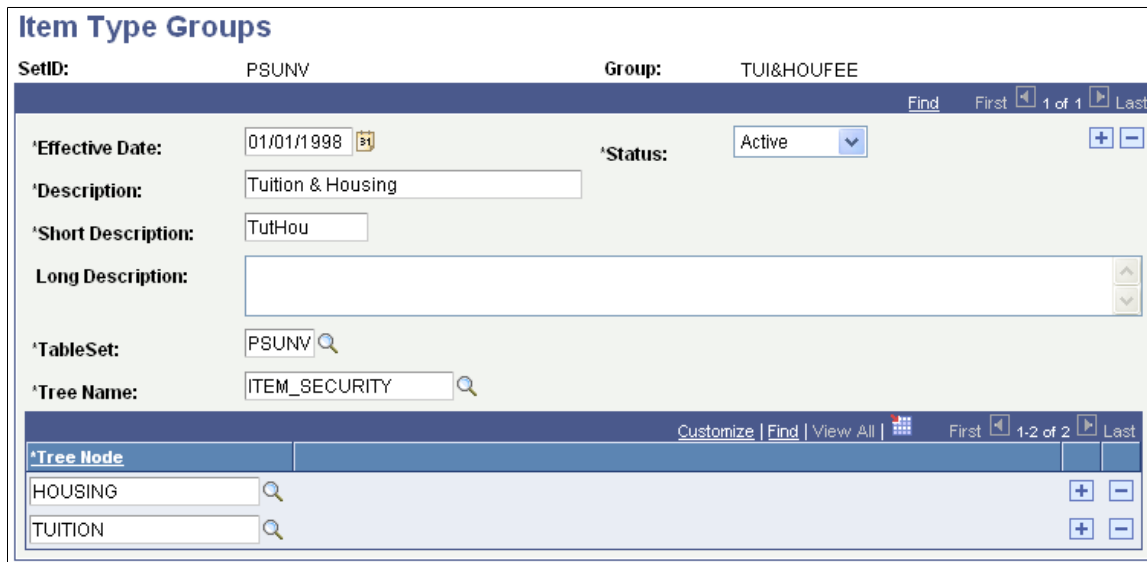 Item Type Groups
SetID: PSUNV Group: TUI&HOUFEE
Find First 1 of 1 Last
*Effective Date: 01/01/1998 31 *Status: Active
*Description: Tuition & Housing
*Short Description: TutHou
Long Description:
*TableSet: PSUNV
*Tree Name: ITEM_SECURITY
Customize | Find | View All | First 1-2 of 2 Last
*Tree Node
HOUSING
TUITION